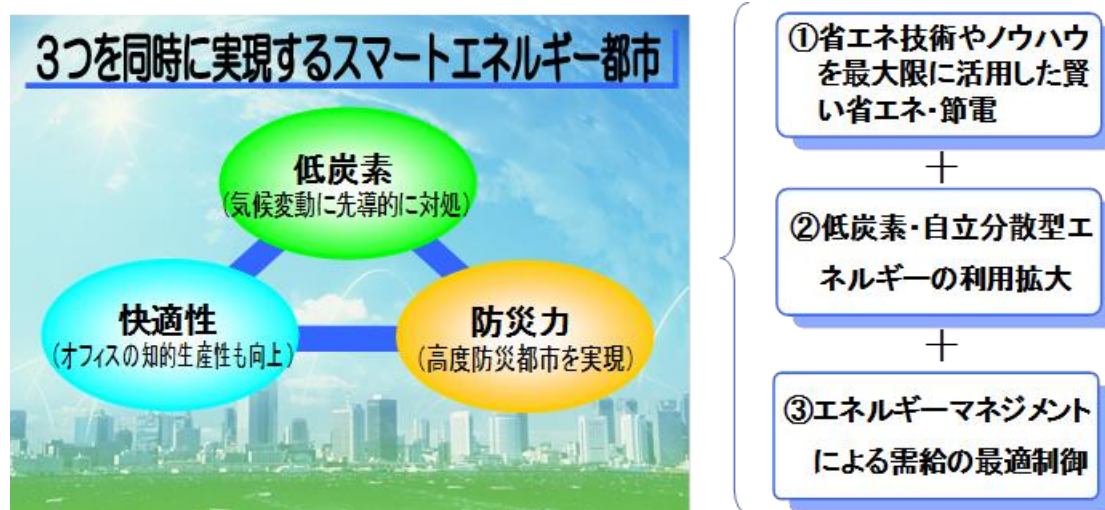 3つを同時に実現するスマートエネルギー都市
低炭素
(気候変動に先導的に対処)
快適性
(オフィスの知的生産性も向上)
防災力
(高度防災都市を実現)
①省エネ技術やノウハウ
を最大限に活用した賢
い省エネ・節電
＋
②低炭素・自立分散型エ
ネルギーの利用拡大
＋
③エネルギーマネジメント
による需給の最適制御